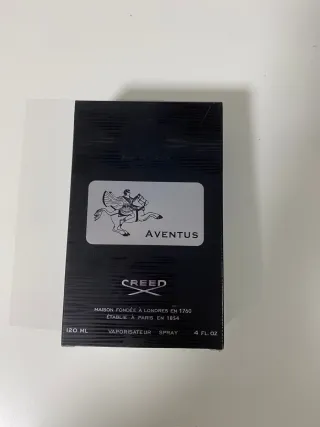 AVENTUS
CREED
MAISON FONDÉE A LONDRES EN 1760
ÉTABLIE A PARIS EN 1854
120 ML VAPORISATEUR SPRAY 4 FL. OZ.